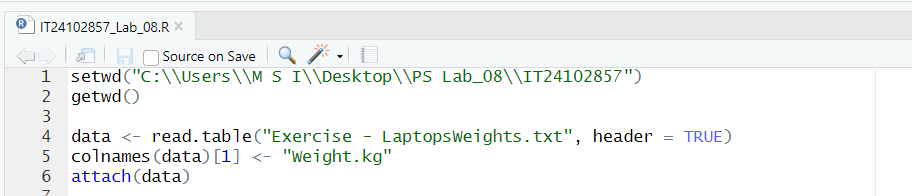 IT24102857_Lab_08.R
Source on Save
1 setwd("C:\\Users\\M S I\\Desktop\\PS Lab_08\\IT24102857")
2 getwd()
3
4 data <- read.table("Exercise - LaptopsWeights.txt", header = TRUE)
5 colnames(data)[1] <- "Weight.kg"
6 attach(data)